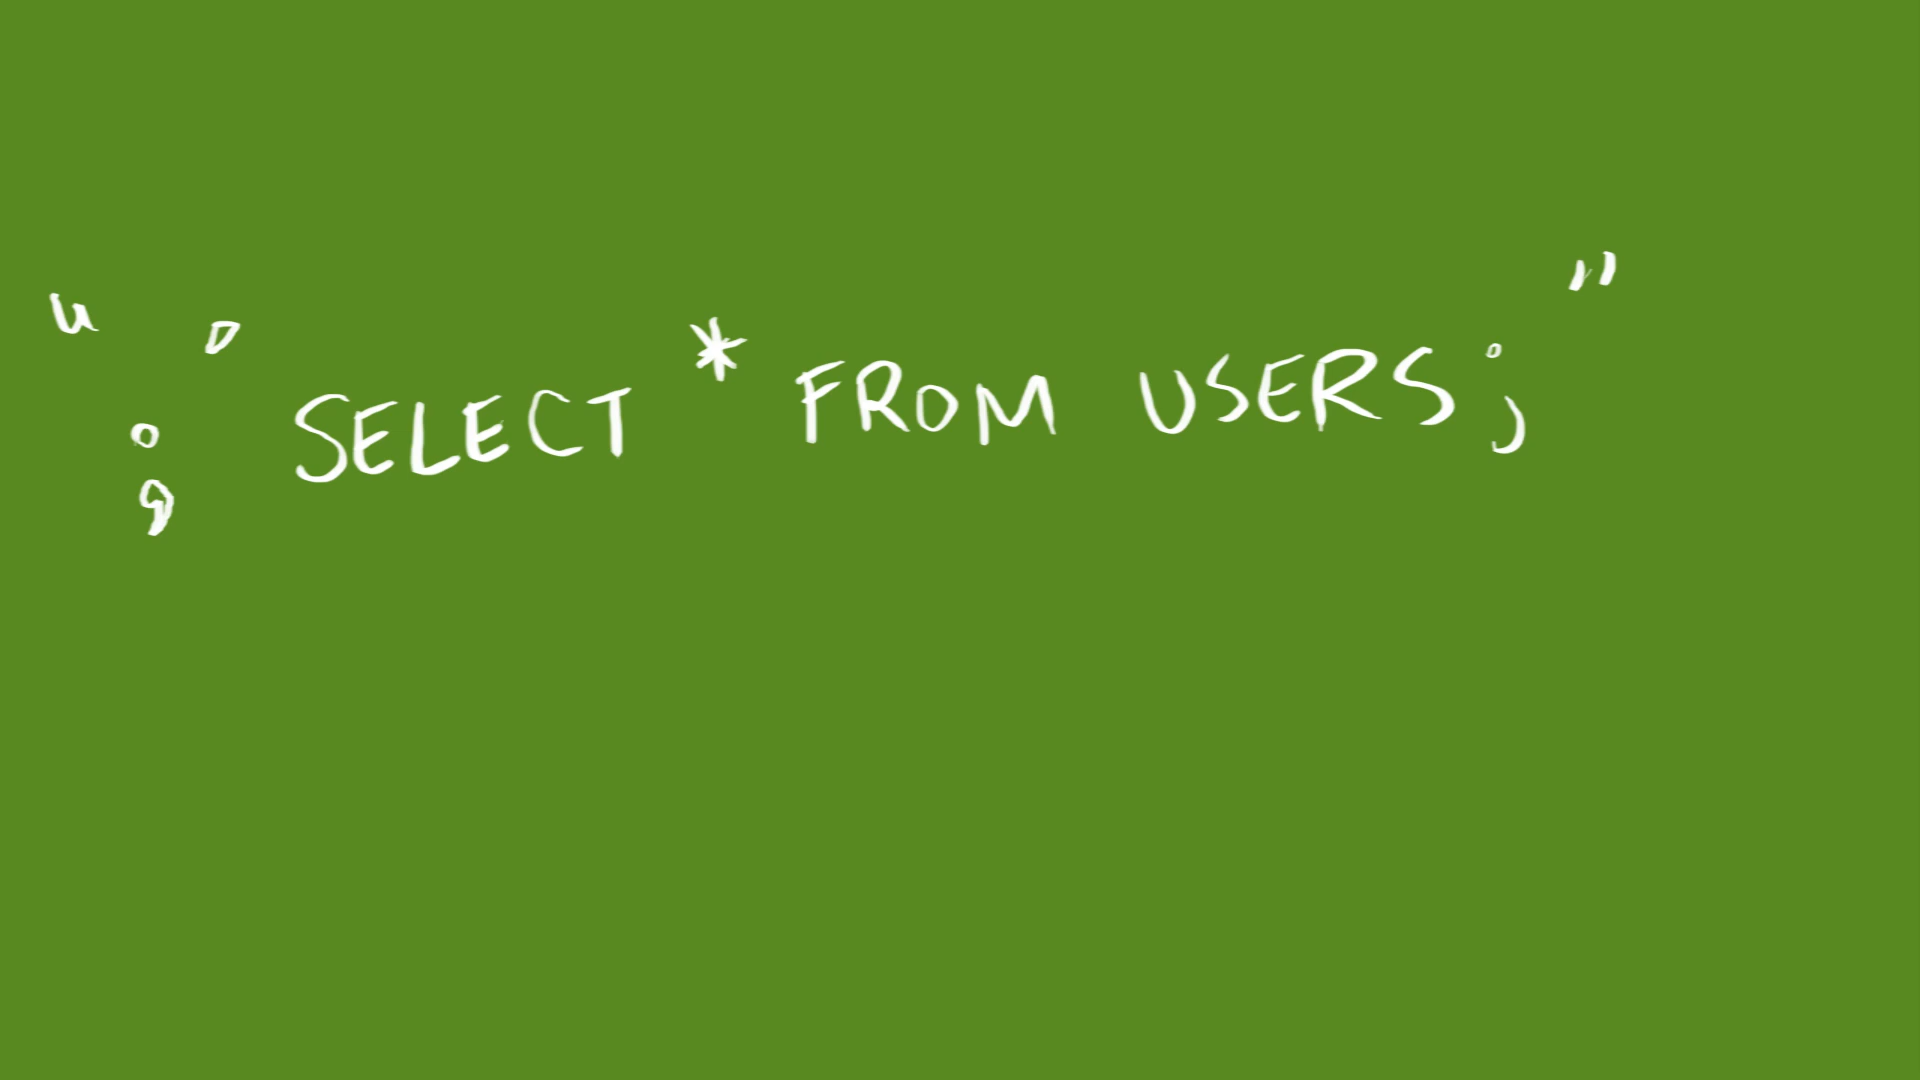 “;' SELECT * FROM USERS;”